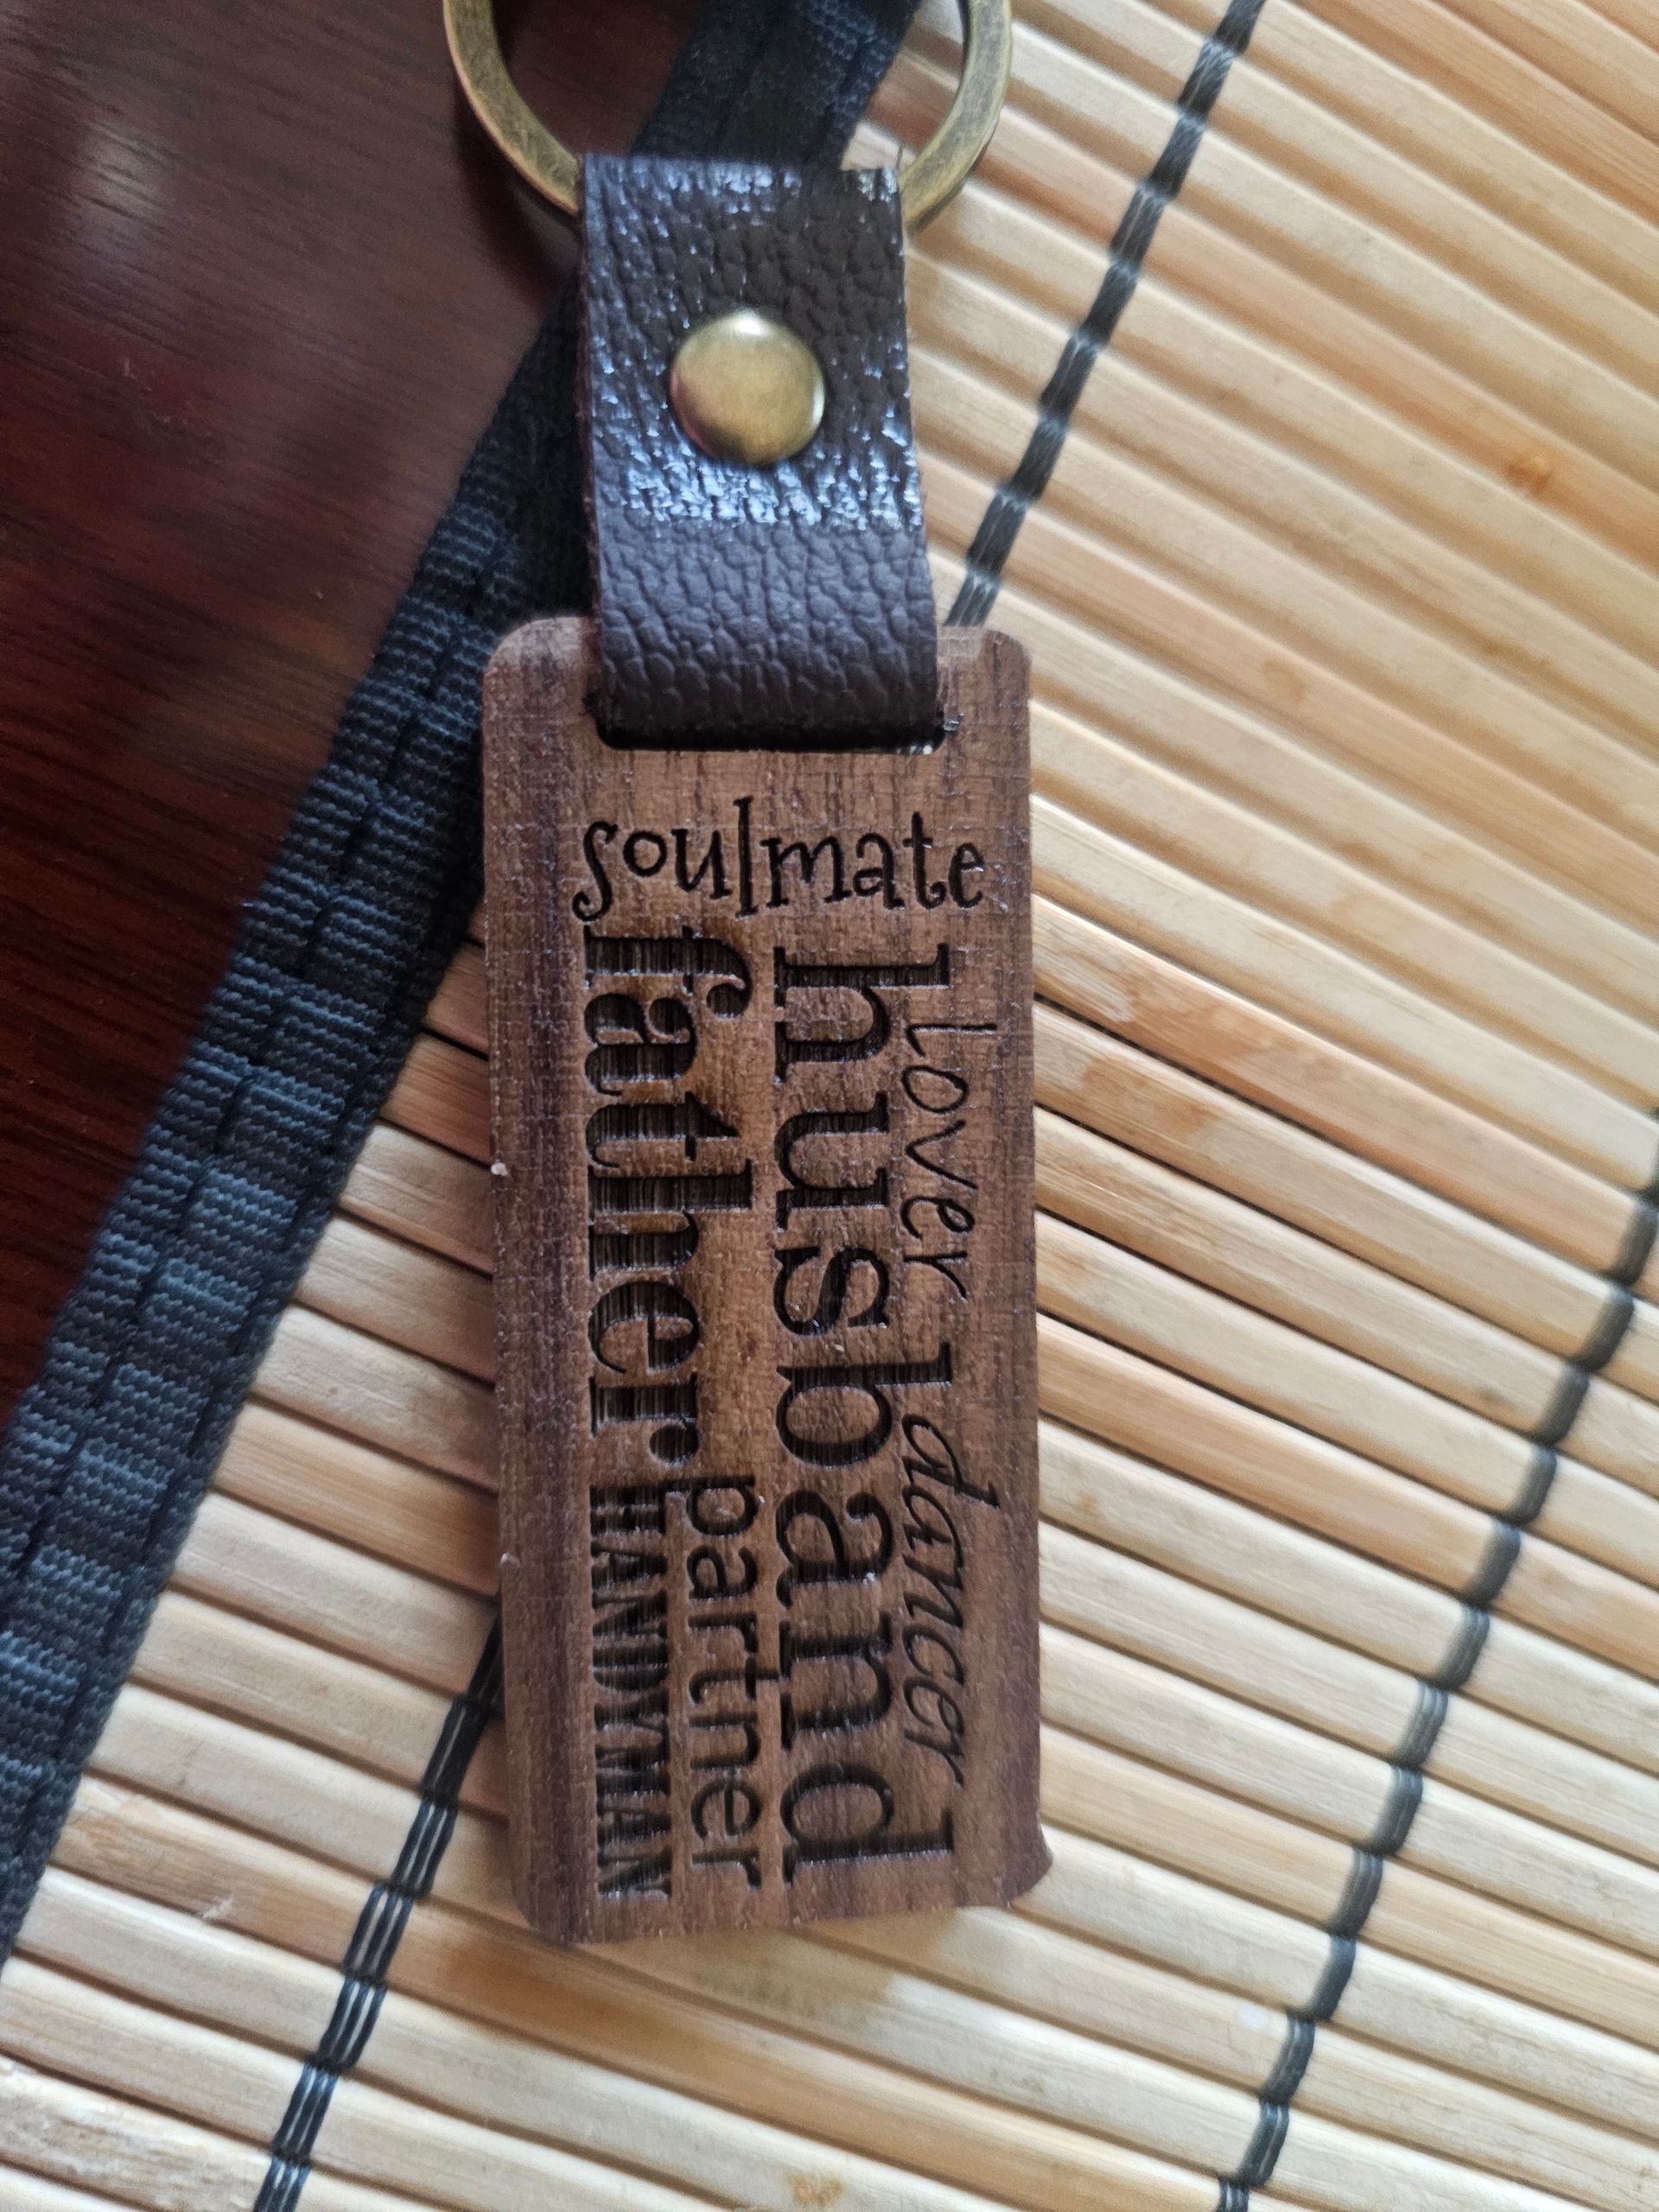 soulmate
lover dancer
husband
father partner
HANDYMAN